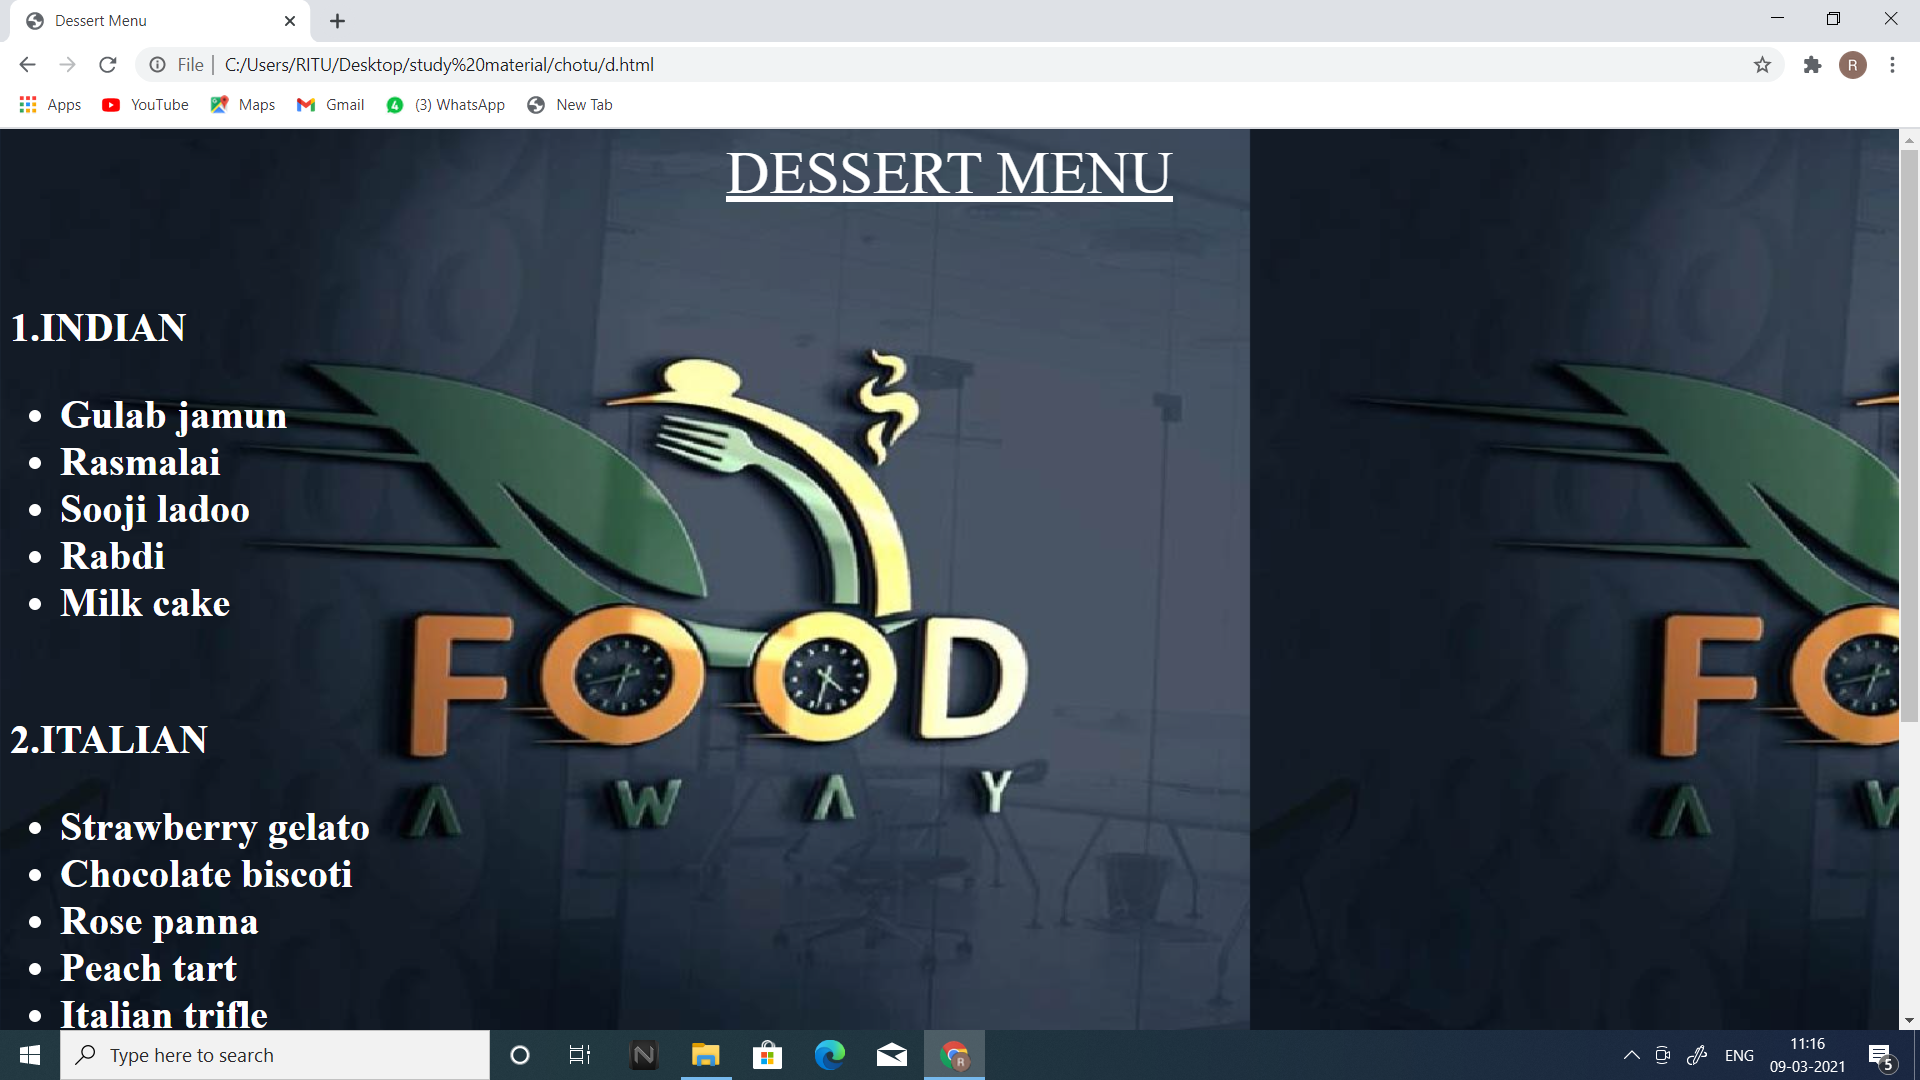 Dessert Menu
File
C:/Users/RITU/Desktop/study%20material/chotu/d.html
R
Apps
YouTube
Maps
Gmail
4
(3) WhatsApp
New Tab
DESSERT MENU
1.INDIAN
• Gulab jamun
• Rasmalai
• Sooji ladoo
• Rabdi
• Milk cake
FOOD
AWAY
FO
A
2.ITALIAN
• Strawberry gelato
• Chocolate biscoti
• Rose panna
• Peach tart
• Italian trifle
Type here to search
N
R
ENG
11:16
09-03-2021
5